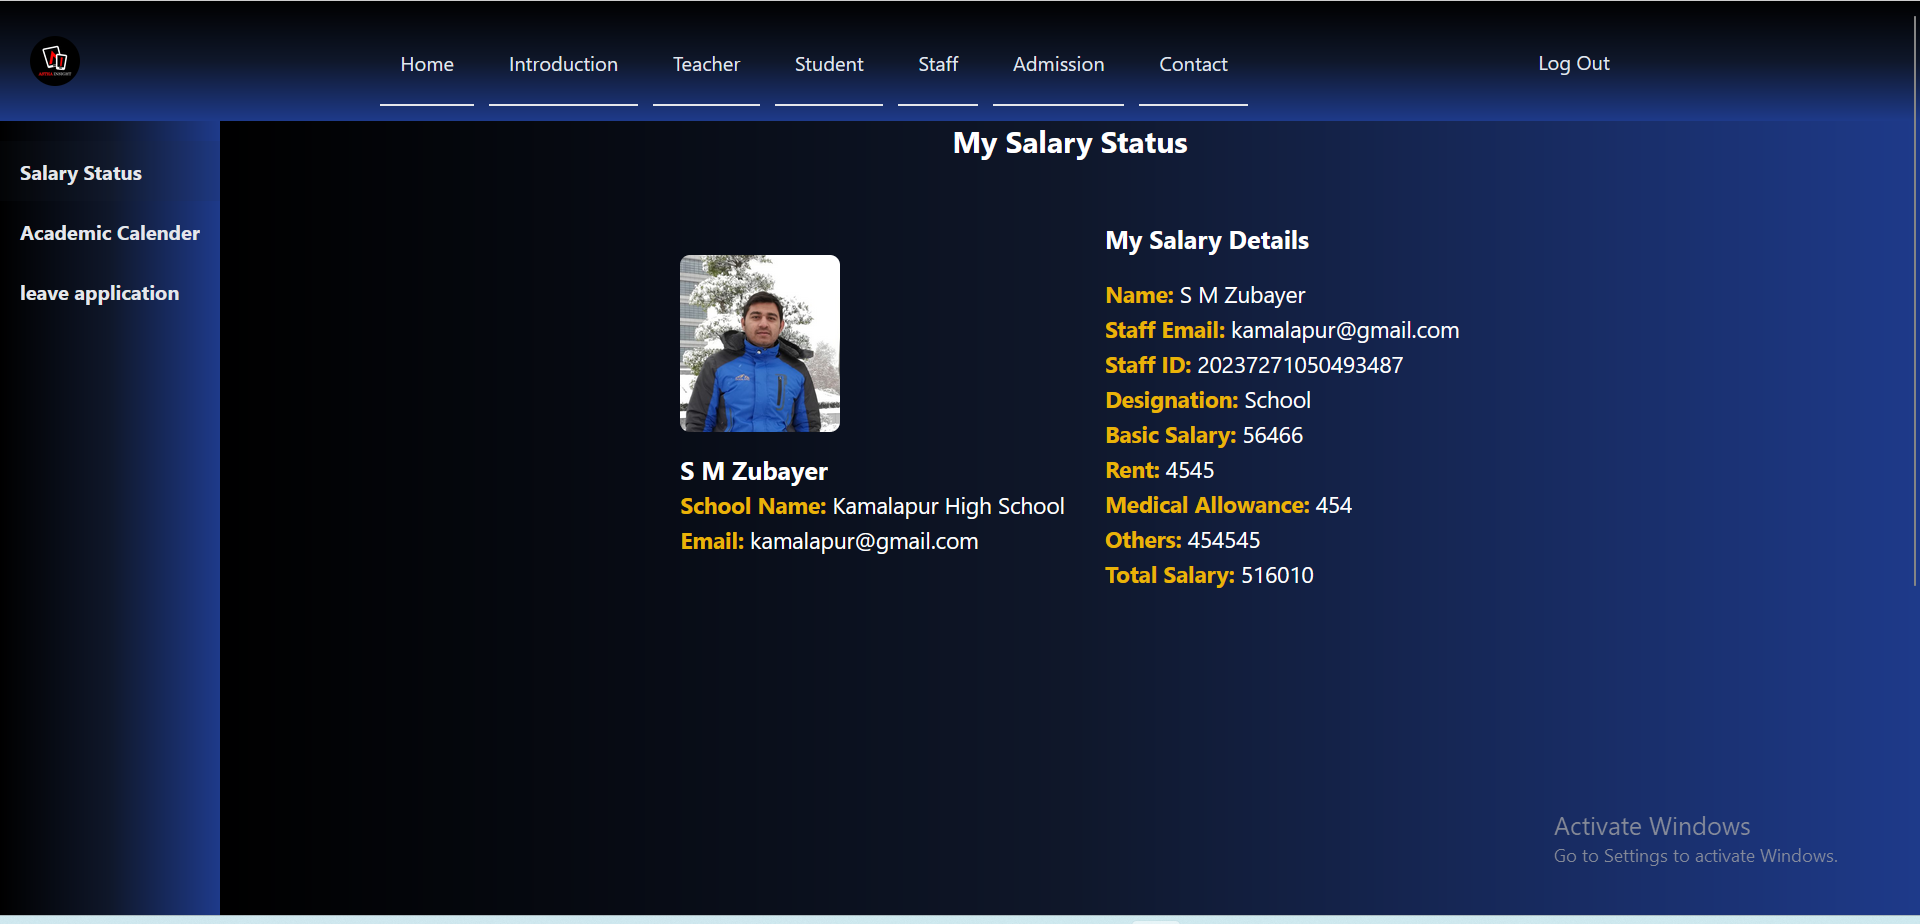 ASTRA INSIGHT
Home
Introduction
Teacher
Student
Staff
Admission
Contact
Log Out
Salary Status
Academic Calender
leave application
My Salary Status
S M Zubayer
School Name: Kamalapur High School
Email: kamalapur@gmail.com
My Salary Details
Name: S M Zubayer
Staff Email: kamalapur@gmail.com
Staff ID: 20237271050493487
Designation: School
Basic Salary: 56466
Rent: 4545
Medical Allowance: 454
Others: 454545
Total Salary: 516010
Activate Windows
Go to Settings to activate Windows.